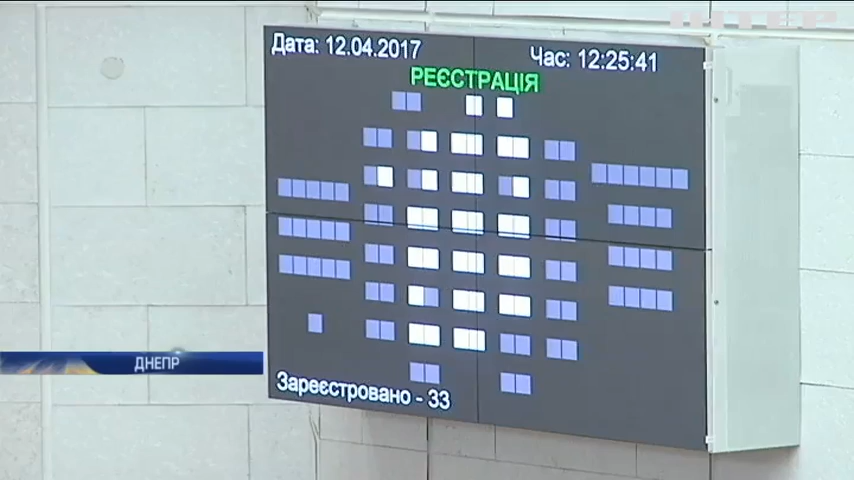 ІНТЕР
Дата: 12.04.2017 Час: 12:25:41
РЕЄСТРАЦІЯ
ДНЕПР
Зареєстровано - 33